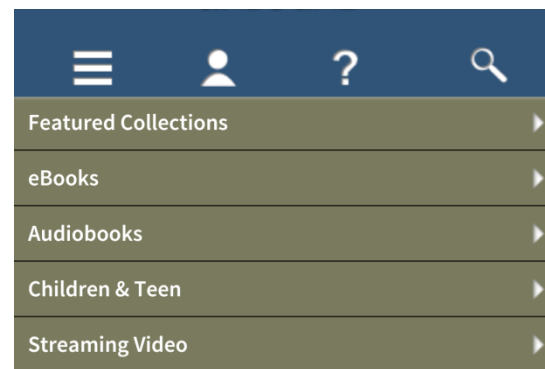 ?
Featured Collections
eBooks
Audiobooks
Children & Teen
Streaming Video